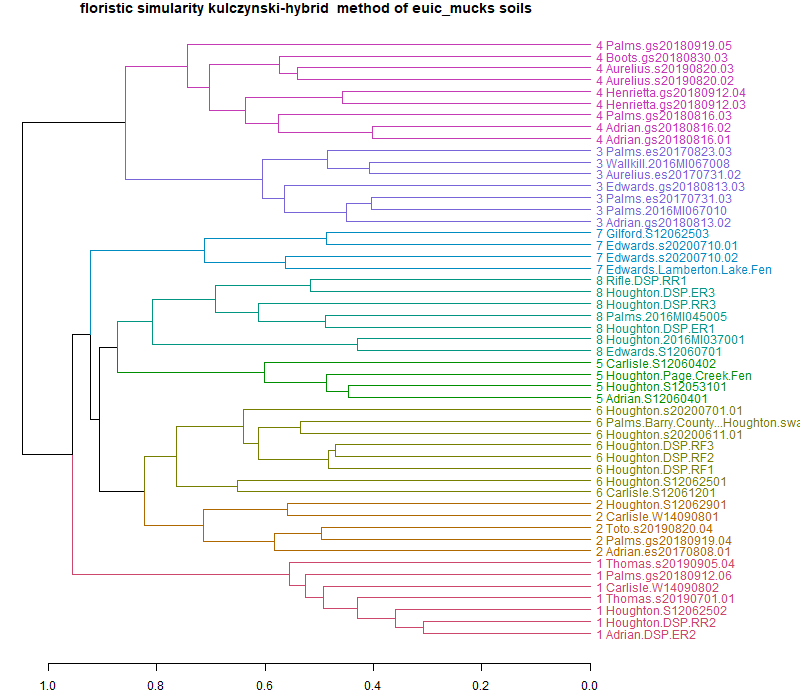 floristic simularity kulczynski-hybrid method of euic_mucks soils
4 Palms.gs20180919.05
4 Boots.gs20180830.03
4 Aurelius.s20190820.03
4 Aurelius.s20190820.02
4 Henrietta.gs20180912.04
4 Henrietta.gs20180912.03
4 Palms.gs20180816.03
4 Adrian.gs20180816.02
4 Adrian.gs20180816.01
3 Palms.es20170823.03
3 Wallkill.2016MI067008
3 Aurelius.es20170731.02
3 Edwards.gs20180813.03
3 Palms.es20170731.03
3 Palms.2016MI067010
3 Adrian.gs20180813.02
7 Gilford.S12062503
7 Edwards.s20200710.01
7 Edwards.s20200710.02
7 Edwards.Lamberton.Lake.Fen
8 Rifle.DSP.RR1
8 Houghton.DSP.ER3
8 Houghton.DSP.RR3
8 Palms.2016MI045005
8 Houghton.DSP.ER1
8 Houghton.2016MI037001
8 Edwards.S12060701
5 Carlisle.S12060402
5 Houghton.Page.Creek.Fen
5 Houghton.S12053101
5 Adrian.S12060401
6 Houghton.s20200701.01
6 Palms.Barry.County...Houghton.swa
6 Houghton.s20200611.01
6 Houghton.DSP.RF3
6 Houghton.DSP.RF2
6 Houghton.DSP.RF1
6 Houghton.S12062501
6 Carlisle.S12061201
2 Houghton.S12062901
2 Carlisle.W14090801
2 Toto.s20190820.04
2 Palms.gs20180919.04
2 Adrian.es20170808.01
1 Thomas.s20190905.04
1 Palms.gs20180912.06
1 Carlisle.W14090802
1 Thomas.s20190701.01
1 Houghton.S12062502
1 Houghton.DSP.RR2
1 Adrian.DSP.ER2
1.0 0.8 0.6 0.4 0.2 0.0